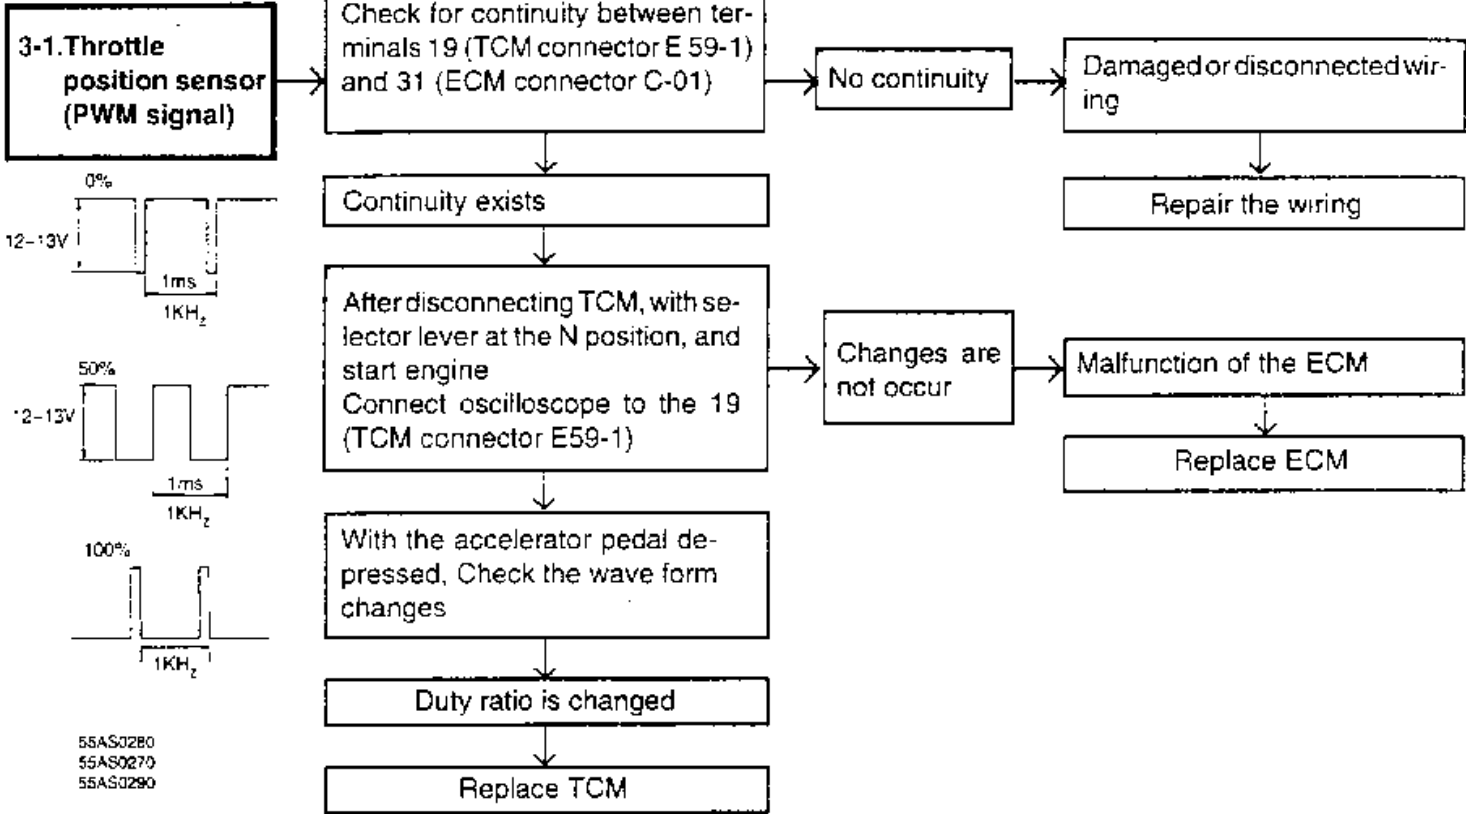 3-1.Throttle
position sensor
(PWM signal)
Check for continuity between ter-
minals 19 (TCM connector E 59-1)
and 31 (ECM connector C-01)
No continuity
Damaged or disconnected wir-
ing
Repair the wiring
Continuity exists
After disconnecting TCM, with se-
lector lever at the N position, and
start engine
Connect oscilloscope to the 19
(TCM connector E59-1)
Changes are
not occur
Malfunction of the ECM
Replace ECM
With the accelerator pedal de-
pressed, Check the wave form
changes
Duty ratio is changed
Replace TCM
0%
12-13V
1ms
1KHz
50%
12-13V
1ms
1KHz
100%
1KHz
55AS0280
55AS0270
55AS0290